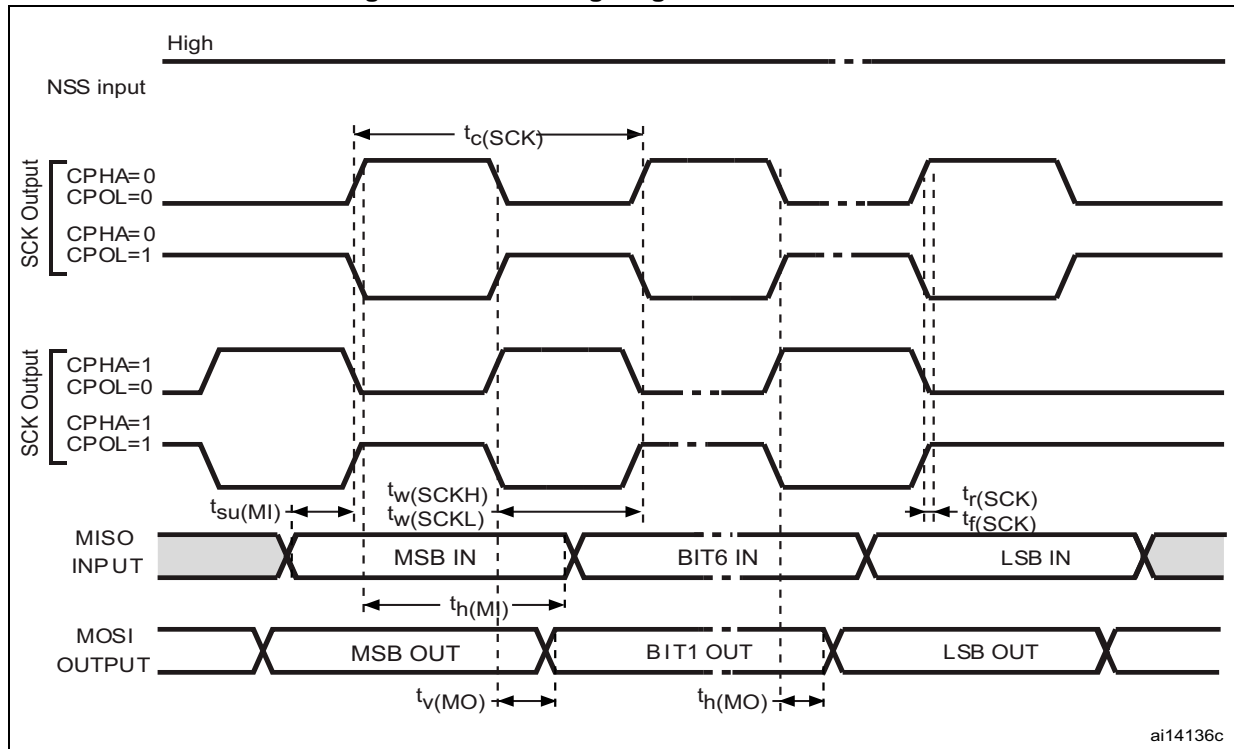 High
NSS input
tc(SCK)
SCK Output
CPHA=0
CPOL=0
CPHA=0
CPOL=1
SCK Output
CPHA=1
CPOL=0
CPHA=1
CPOL=1
tsu(MI)
tw(SCKH)
tw(SCKL)
tr(SCK)
tf(SCK)
MISO
INPUT
MSB IN
BIT6 IN
LSB IN
th(MI)
MOSI
OUTPUT
MSB OUT
BIT1 OUT
LSB OUT
tv(MO)
th(MO)
ai14136c